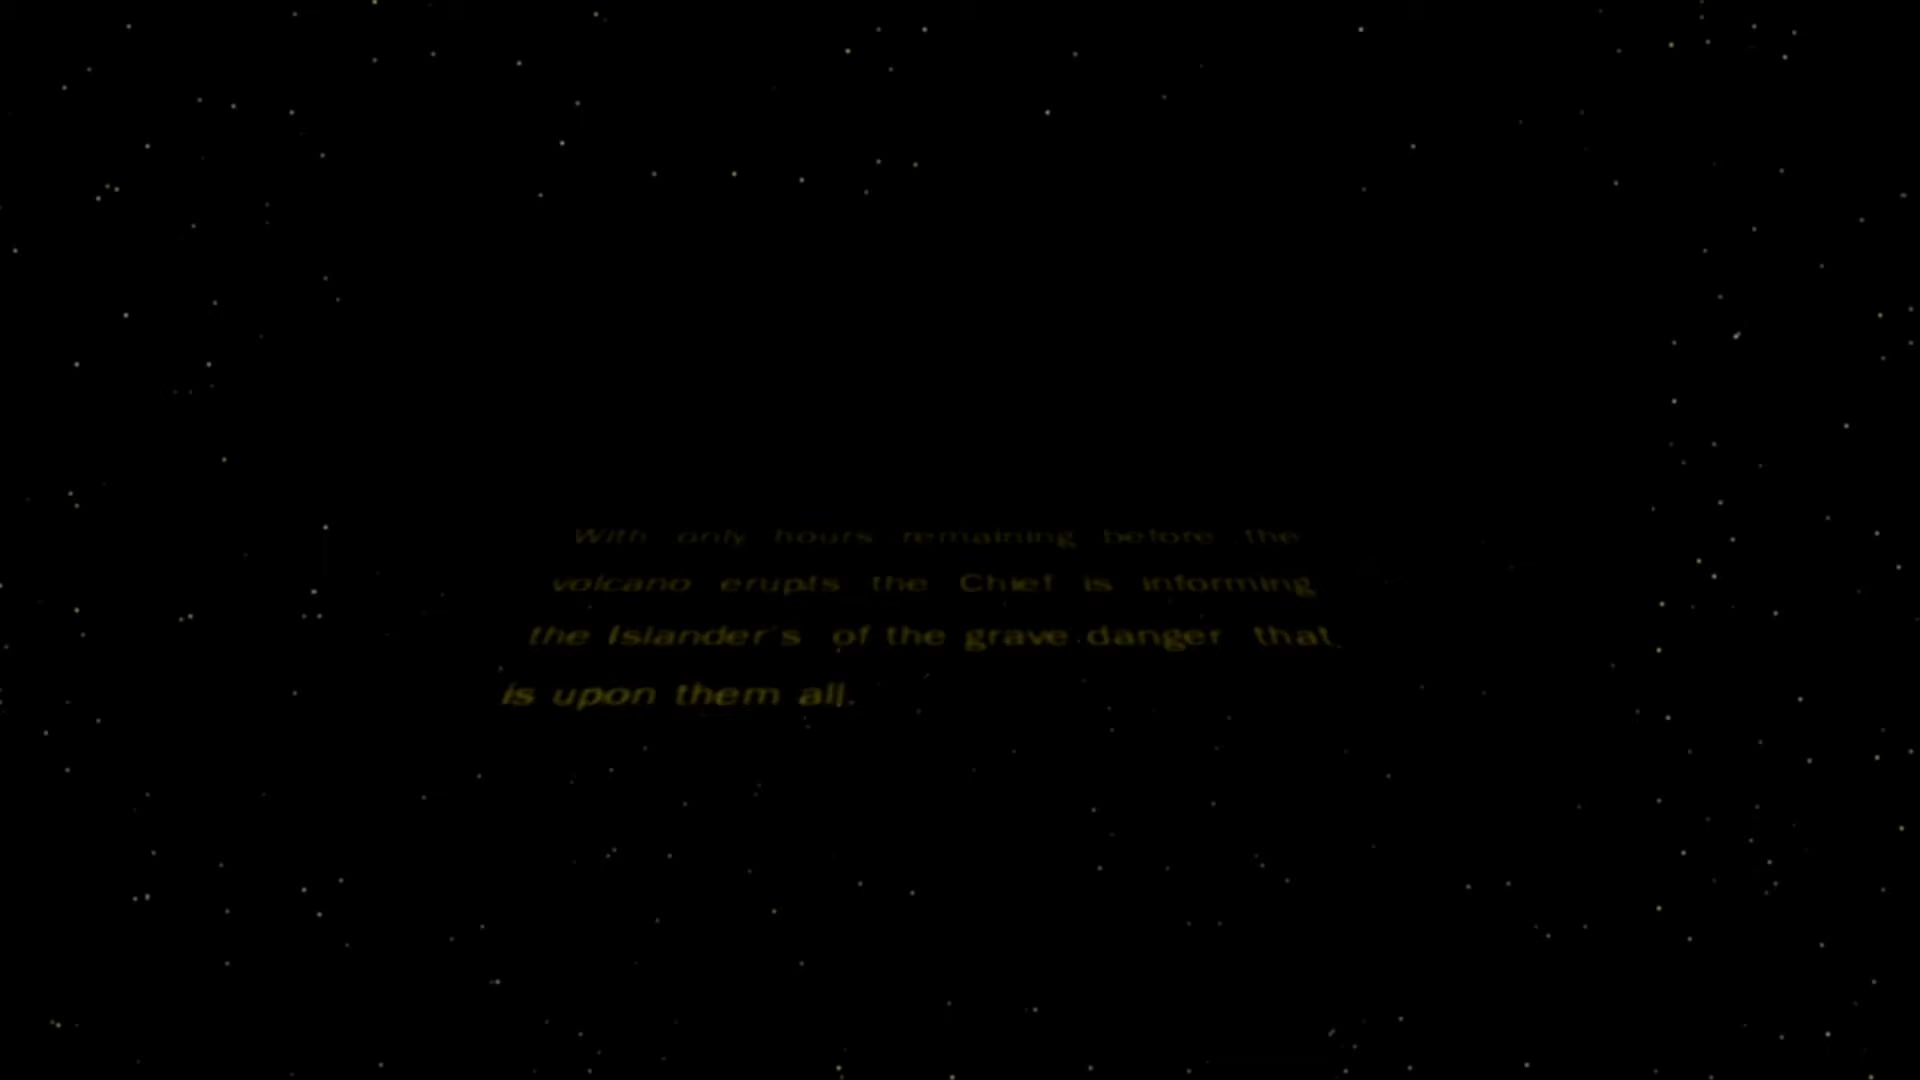 With only hours remaining before the
volcano erupts the Chief is informing
the Islander's of the grave danger that
is upon them all.